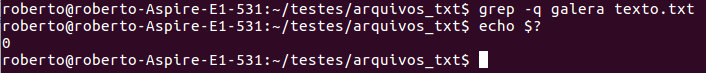 roberto@roberto-Aspire-E1-531:~/testes/arquivos_txt$ grep -q galera texto.txt
roberto@roberto-Aspire-E1-531:~/testes/arquivos_txt$ echo $?
0
roberto@roberto-Aspire-E1-531:~/testes/arquivos_txt$